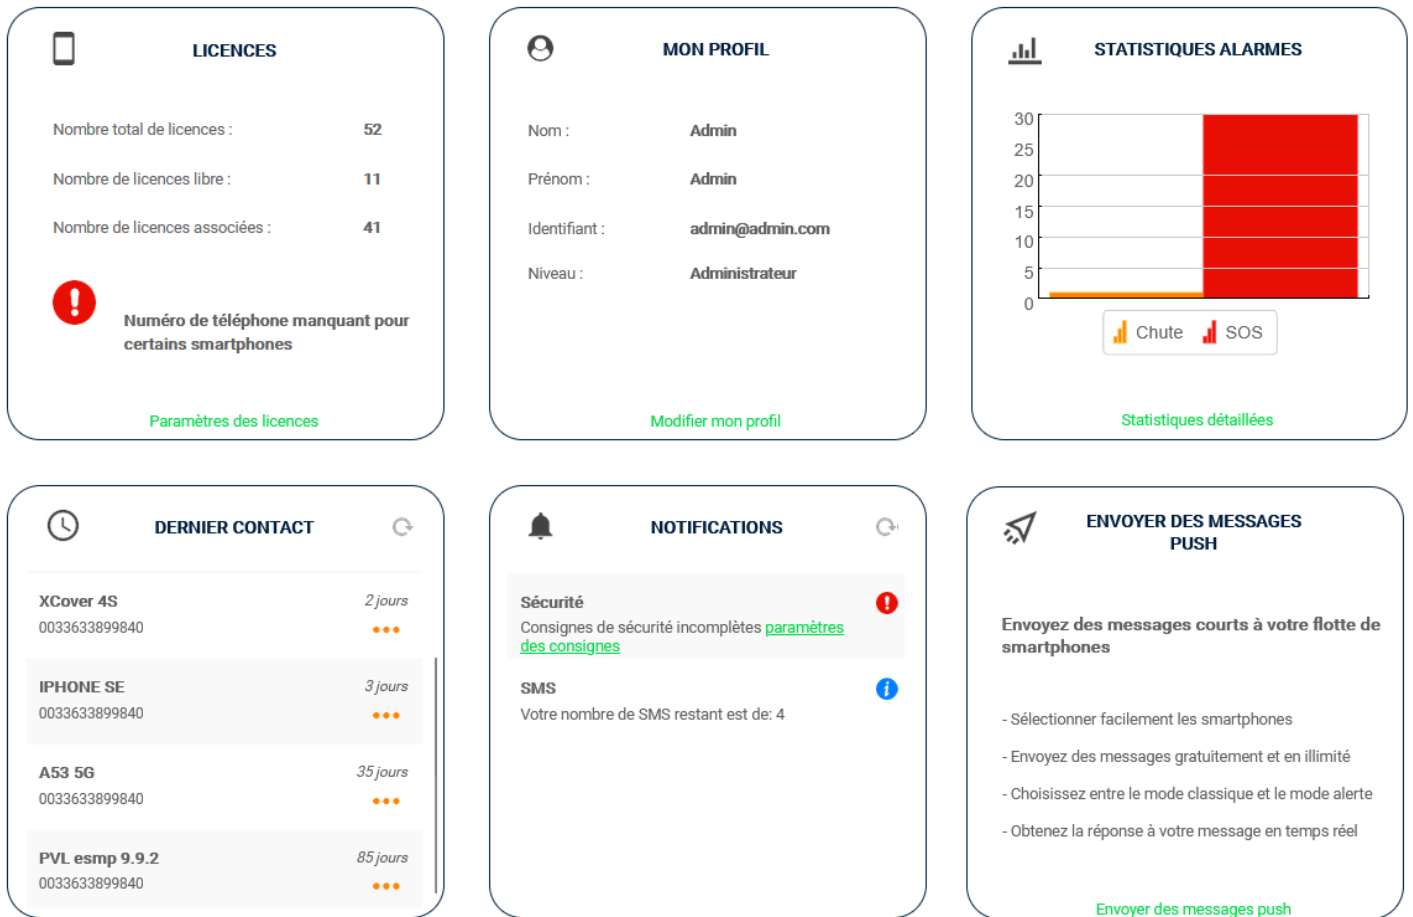 LICENCES
Nombre total de licences : 52
Nombre de licences libre : 11
Nombre de licences associées : 41
Numéro de téléphone manquant pour
certains smartphones
Paramètres des licences
MON PROFIL
Nom : Admin
Prénom : Admin
Identifiant : admin@admin.com
Niveau : Administrateur
Modifier mon profil
STATISTIQUES ALARMES
30
25
20
15
10
5
0
Chute SOS
Statistiques détaillées
DERNIER CONTACT
XCover 4S 2 jours
0033633899840
IPHONE SE 3 jours
0033633899840
A53 5G 35 jours
0033633899840
PVL esmp 9.9.2 85 jours
0033633899840
NOTIFICATIONS
Sécurité
Consignes de sécurité incomplètes paramètres
des consignes
SMS
Votre nombre de SMS restant est de: 4
ENVOYER DES MESSAGES
PUSH
Envoyez des messages courts à votre flotte de
smartphones
- Sélectionner facilement les smartphones
- Envoyez des messages gratuitement et en illimité
- Choisissez entre le mode classique et le mode alerte
- Obtenez la réponse à votre message en temps réel
Envoyer des messages push